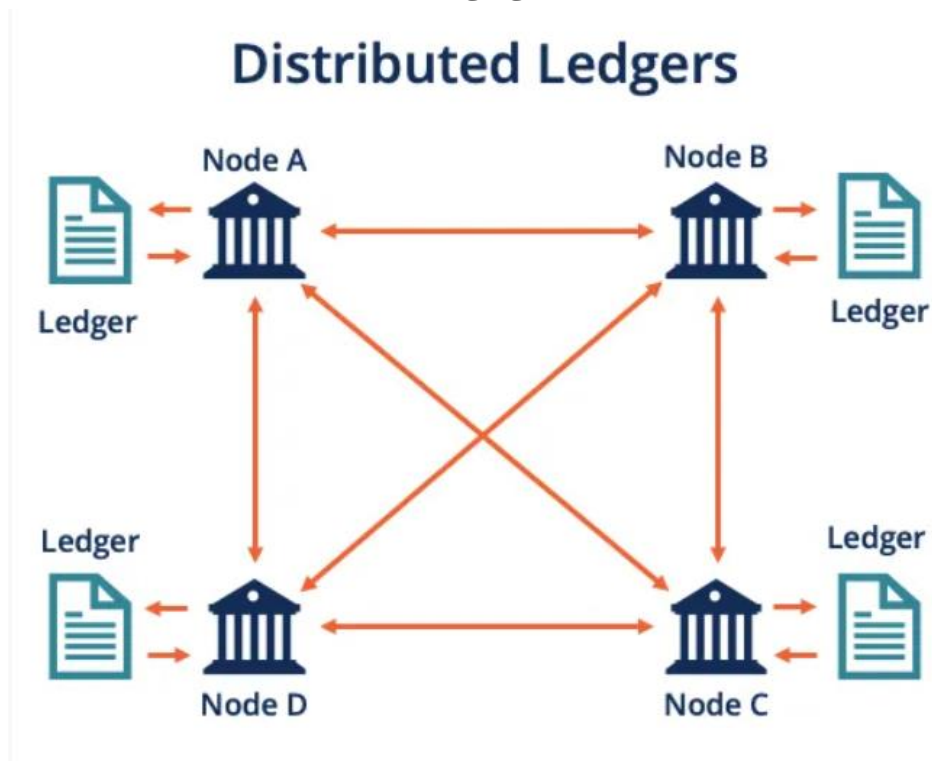 Distributed Ledgers
Node A
Node B
Ledger
Ledger
Ledger
Ledger
Node D
Node C